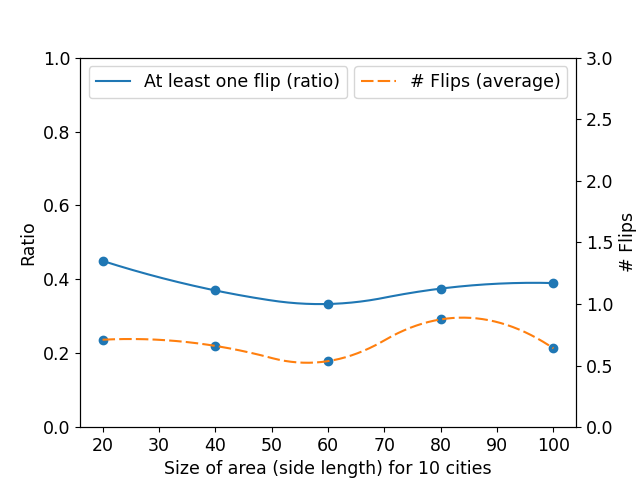 At least one flip (ratio)
# Flips (average)
1.0
0.8
0.6
0.4
0.2
0.0
Ratio
3.0
2.5
2.0
1.5
1.0
0.5
0.0
# Flips
20 30 40 50 60 70 80 90 100
Size of area (side length) for 10 cities